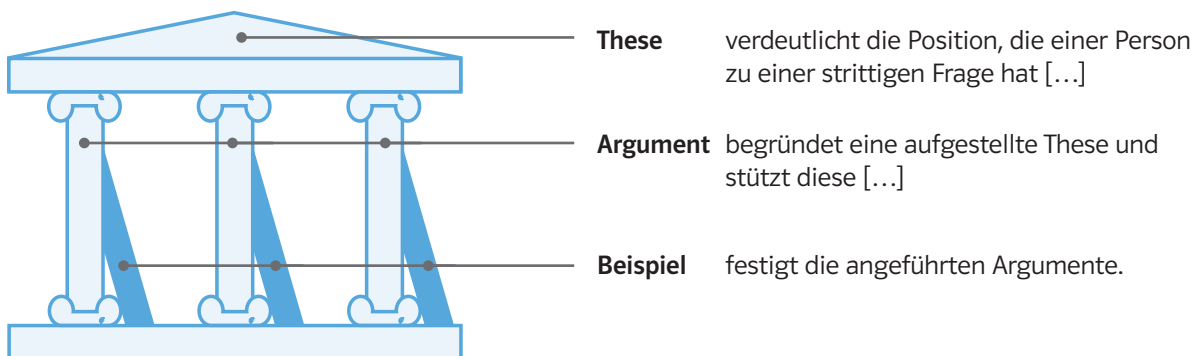 These verdeutlicht die Position, die einer Person
zu einer strittigen Frage hat […]
Argument begründet eine aufgestellte These und
stützt diese […]
Beispiel festigt die angeführten Argumente.